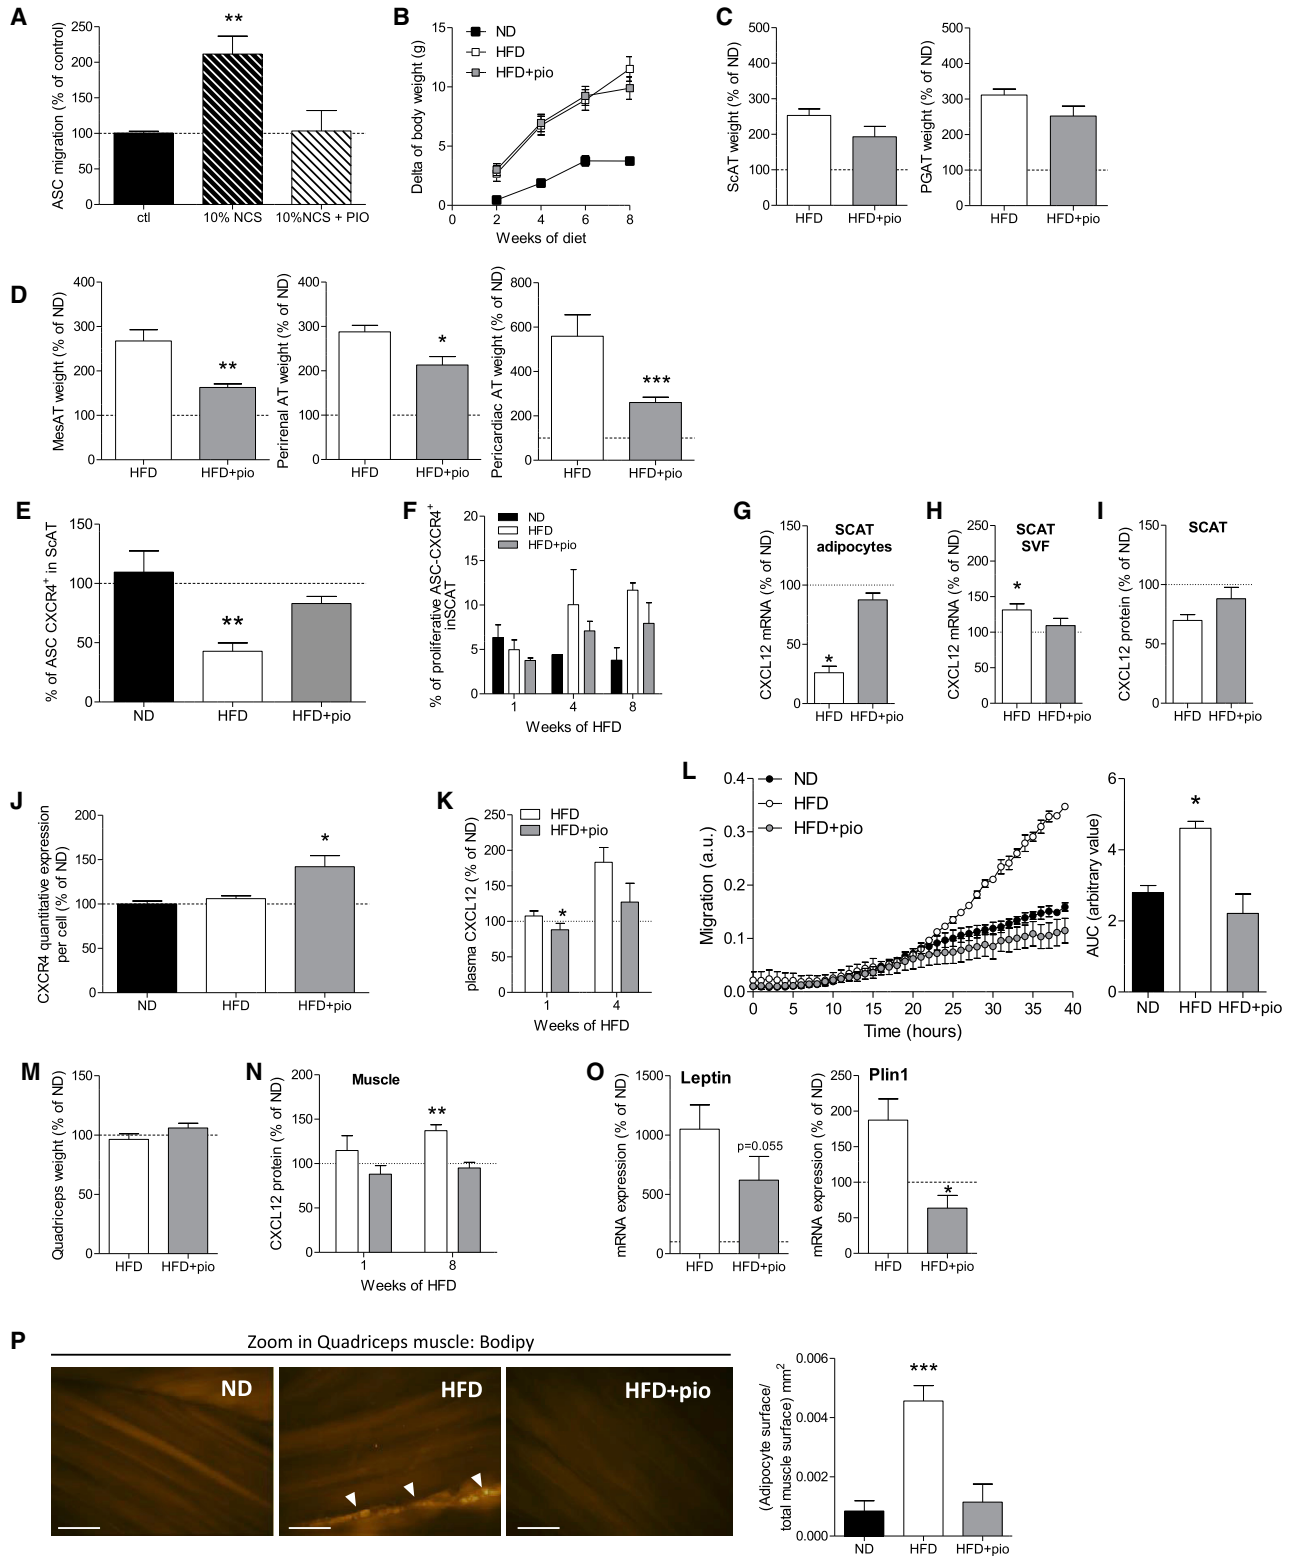 A
ASC migration (% of control)
250
200
150
100
50
0
**
ctl
10% NCS
10%NCS + PIO
B
Delta of body weight (g)
15
10
5
0
ND
HFD
HFD+pio
0
2
4
6
8
Weeks of diet
C
ScAT weight (% of ND)
500
400
300
200
100
0
HFD
HFD+pio
PGAT weight (% of ND)
500
400
300
200
100
0
HFD
HFD+pio
D
MesAT weight (% of ND)
400
300
200
100
0
**
HFD
HFD+pio
Perirenal AT weight (% of ND)
400
300
200
100
0
*
HFD
HFD+pio
Pericardiac AT weight (% of ND)
800
600
400
200
0
***
HFD
HFD+pio
E
% of ASC CXCR4+ in ScAT
150
100
50
0
**
ND
HFD
HFD+pio
F
% of proliferative ASC-CXCR4+
inSCAT
20
15
10
5
0
ND
HFD
HFD+pio
1
4
8
Weeks of HFD
G
CXCL12 mRNA (% of ND)
150
100
50
0
SCAT
adipocytes
*
HFD
HFD+pio
H
CXCL12 mRNA (% of ND)
250
200
150
100
50
0
SCAT
SVF
*
HFD
HFD+pio
I
CXCL12 protein (% of ND)
150
100
50
0
SCAT
HFD
HFD+pio
J
CXCR4 quantitative expression
per cell (% of ND)
200
150
100
50
0
*
ND
HFD
HFD+pio
K
plasma CXCL12 (% of ND)
250
200
150
100
50
0
HFD
HFD+pio
*
1
4
Weeks of HFD
L
Migration (a.u.)
0.4
0.3
0.2
0.1
0.0
ND
HFD
HFD+pio
0
5
10
15
20
25
30
35
40
Time (hours)
AUC (arbitrary value)
6
4
2
0
*
ND
HFD
HFD+pio
M
Quadriceps weight (% of ND)
150
100
50
0
HFD
HFD+pio
N
CXCL12 protein (% of ND)
200
150
100
50
0
Muscle
**
1
8
Weeks of HFD
O
mRNA expression (% of ND)
1500
1000
500
0
Leptin
p=0.055
HFD
HFD+pio
mRNA expression (% of ND)
250
200
150
100
50
0
Plin1
*
HFD
HFD+pio
P
Zoom in Quadriceps muscle: Bodipy
ND
HFD
HFD+pio
(Adipocyte surface/
total muscle surface) mm2
0.006
0.004
0.002
0.000
***
ND
HFD
HFD+pio